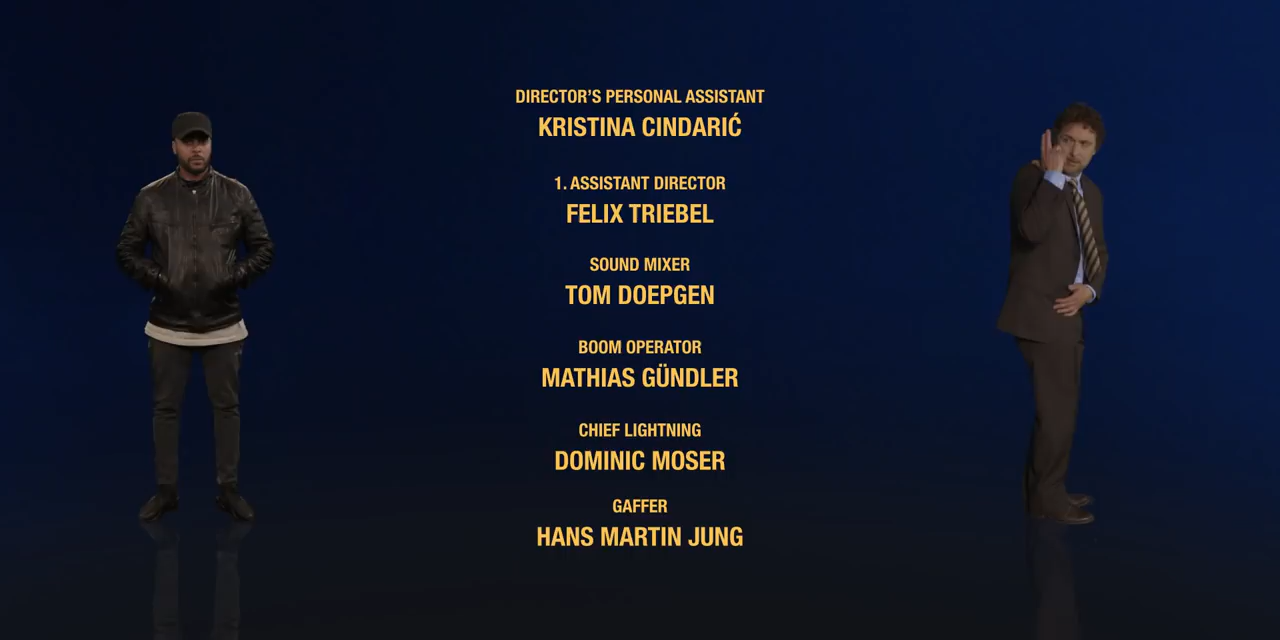 DIRECTOR’S PERSONAL ASSISTANT
KRISTINA CINDARIĆ
1. ASSISTANT DIRECTOR
FELIX TRIEBEL
SOUND MIXER
TOM DOEPGEN
BOOM OPERATOR
MATHIAS GÜNDLER
CHIEF LIGHTNING
DOMINIC MOSER
GAFFER
HANS MARTIN JUNG